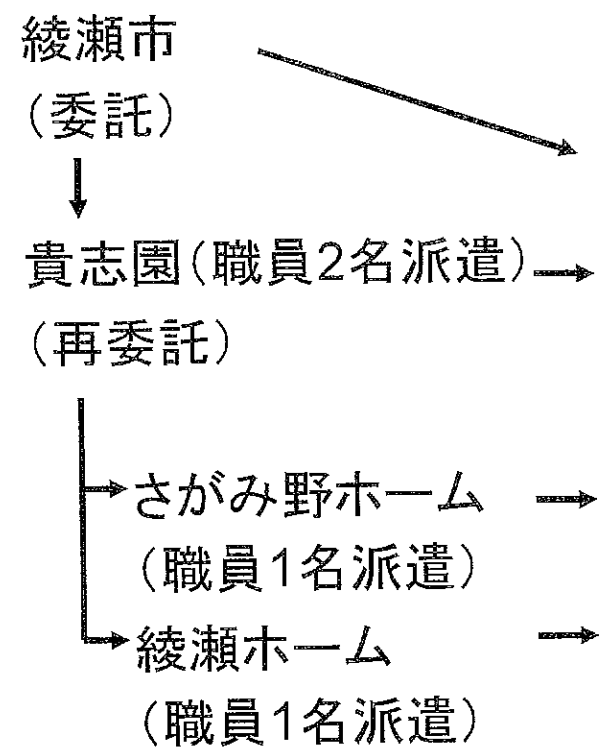 綾瀬市
（委託）
貴志園（職員2名派遣）
（再委託）
さがみ野ホーム
（職員1名派遣）
綾瀬ホーム
（職員1名派遣）